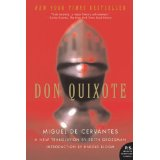 NEW YORK TIMES BESTSELLER
DON QUIXOTE
MIGUEL DE CERVANTES
A NEW TRANSLATION BY EDITH GROSSMAN
INTRODUCTION BY HAROLD BLOOM
P.S.